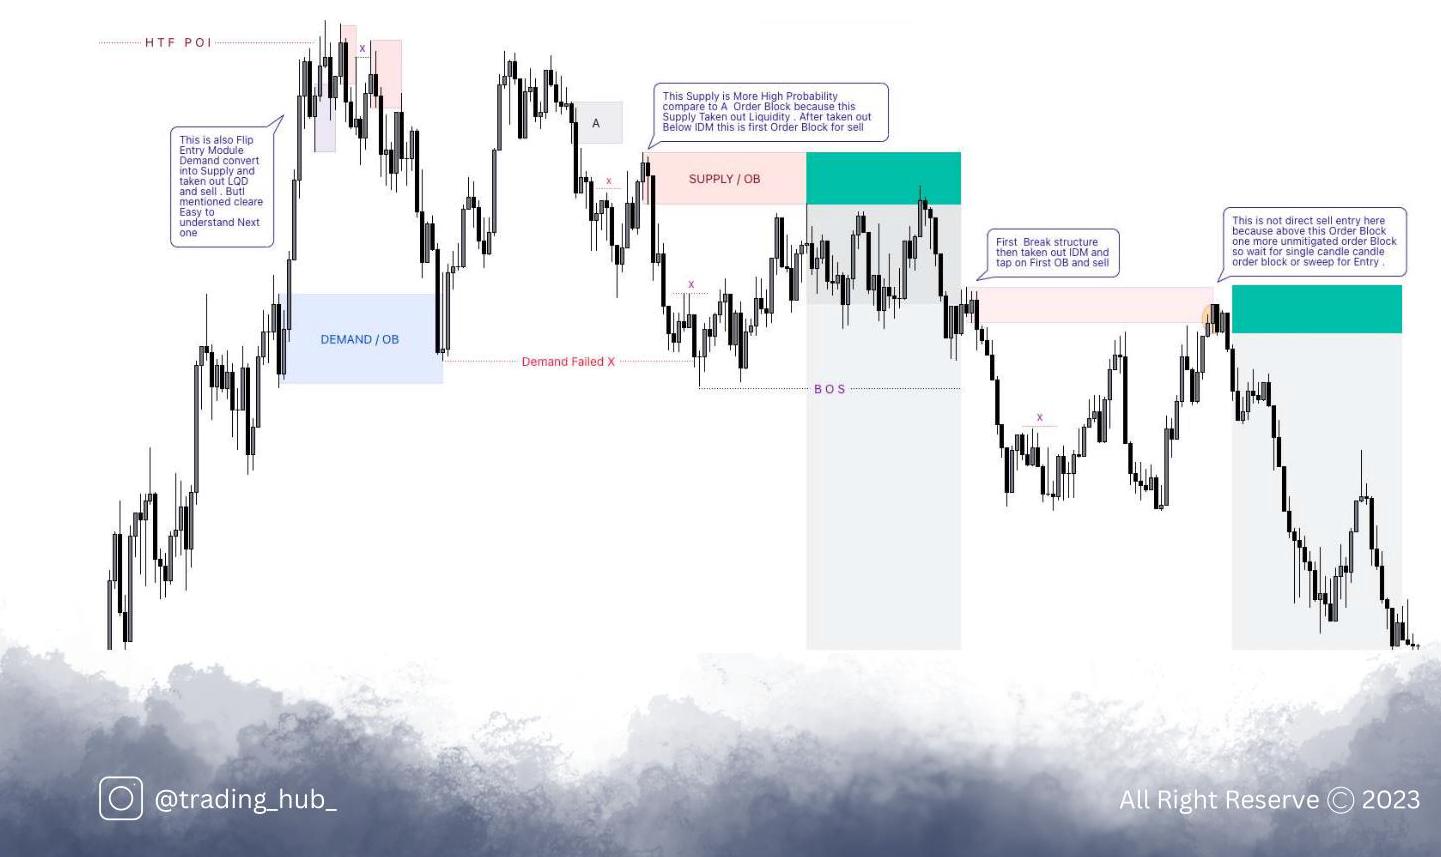 HTF POI
x
This is also Flip
Entry Module
Demand convert
into Supply and
taken out LQD
and sell . ButI
mentioned cleare
Easy to
understand Next
one
This Supply is More High Probability
compare to A Order Block because this
Supply Taken out Liquidity . After taken out
Below IDM this is first Order Block for sell
A
x
SUPPLY / OB
This is not direct sell entry here
because above this Order Block
one more unmitigated order Block
so wait for single candle candle
order block or sweep for Entry .
First Break structure
then taken out IDM and
tap on First OB and sell
x
DEMAND / OB
Demand Failed X
BOS
x
@trading_hub_
All Right Reserve © 2023